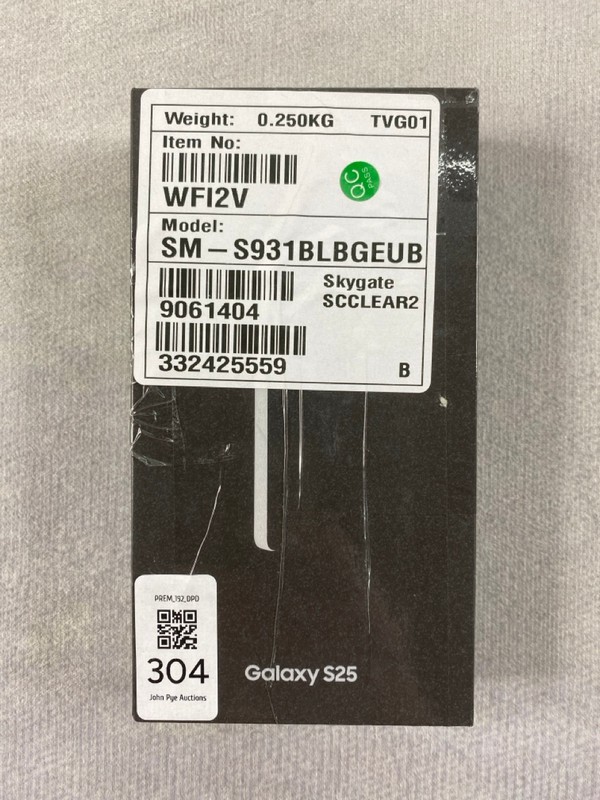 Weight: 0.250KG TVG01
Item No:
WFI2V
QC
PASS
Model:
SM-S931BLBGEUB
Skygate
SCCLEAR2
9061404
332425559
B
PREM_192_DPD
304
John Pye Auctions
Galaxy S25